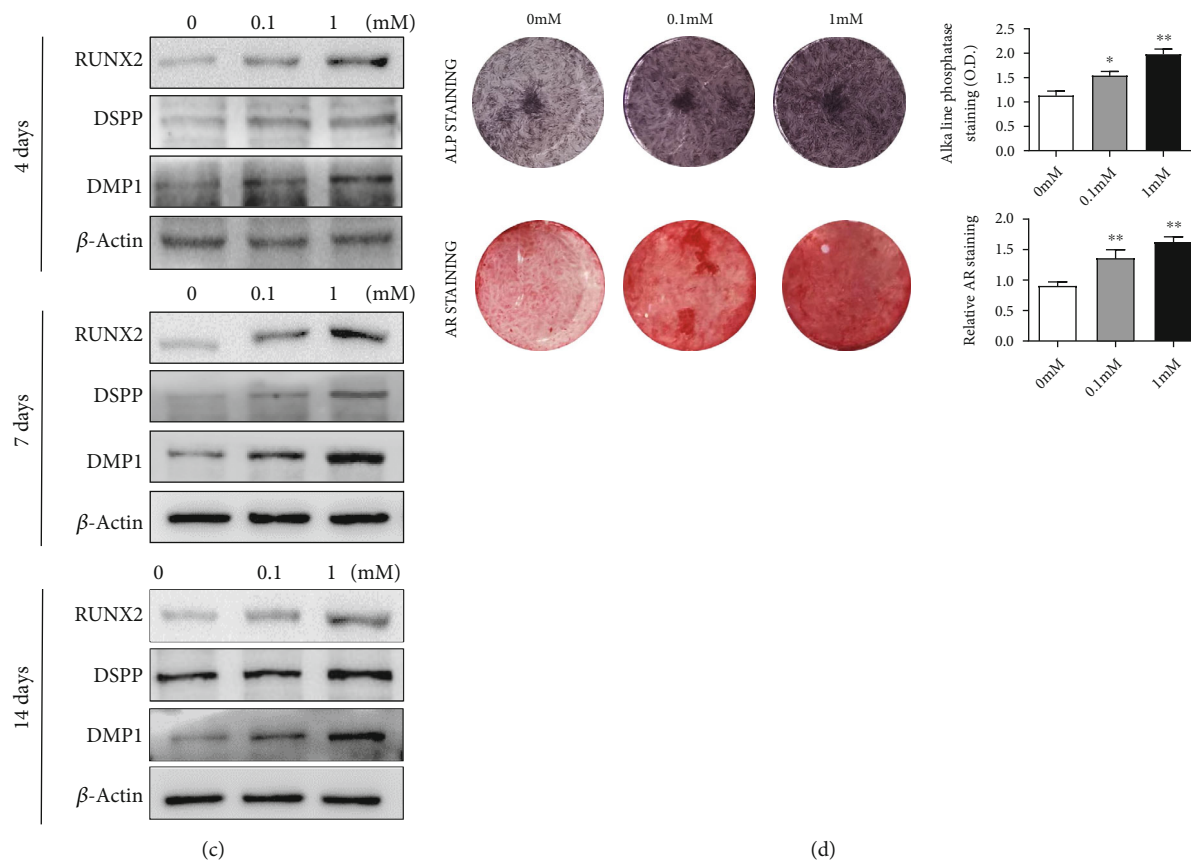 0 0.1 1 (mM)
4 days
RUNX2
DSPP
DMP1
β-Actin
0 0.1 1 (mM)
7 days
RUNX2
DSPP
DMP1
β-Actin
0 0.1 1 (mM)
14 days
RUNX2
DSPP
DMP1
β-Actin
(c)
0mM 0.1mM 1mM
ALP STAINING
AR STAINING
Alka line phosphatase
staining (O.D.)
2.5
2.0
1.5
1.0
0.5
0.0
* **
0mM 0.1mM 1mM
Relative AR staining
2.0
1.5
1.0
0.5
0.0
** **
0mM 0.1mM 1mM
(d)